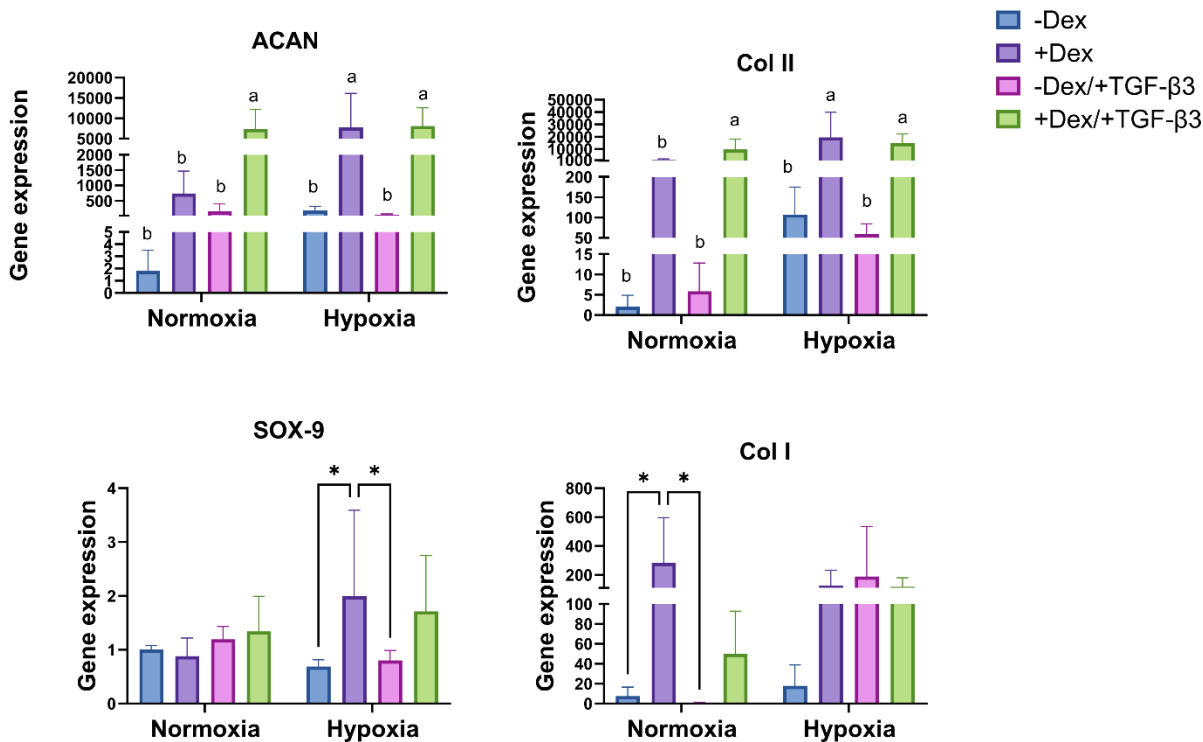 -Dex
+Dex
-Dex/+TGF-β3
+Dex/+TGF-β3
ACAN
Gene expression
20000
15000
10000
5000
2000
1500
1000
500
5
4
3
2
1
0
b
b
b
a
b
a
b
a
Normoxia
Hypoxia
Col II
Gene expression
50000
40000
30000
20000
10000
1000
200
150
100
50
15
10
5
0
b
b
b
a
b
a
b
a
Normoxia
Hypoxia
SOX-9
Gene expression
4
3
2
1
0
* *
Normoxia
Hypoxia
Col I
Gene expression
800
600
400
200
100
80
60
40
20
0
* *
Normoxia
Hypoxia